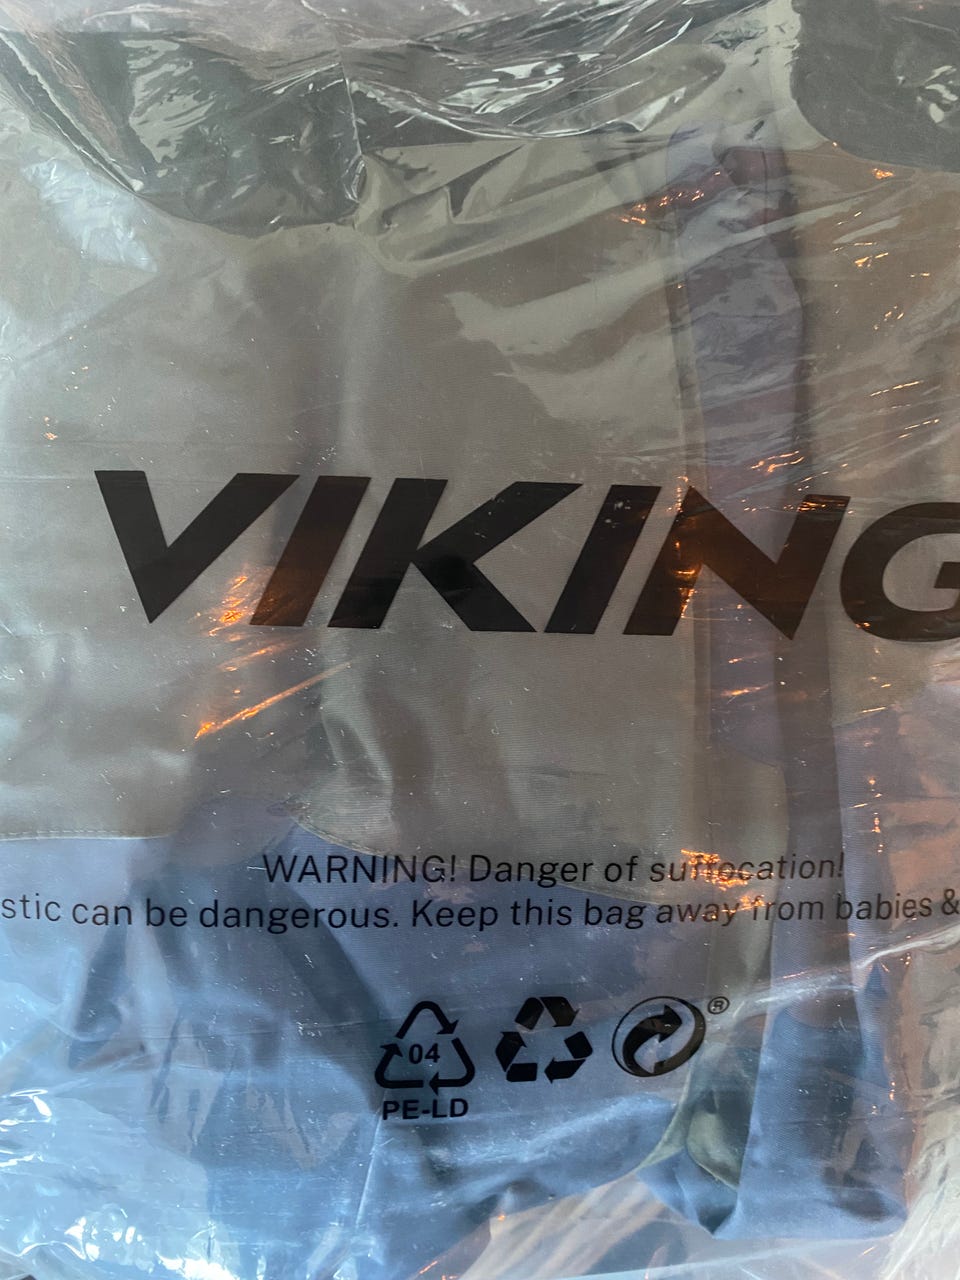 VIKING
WARNING! Danger of suffocation!
stic can be dangerous. Keep this bag away from babies &
®
04
PE-LD